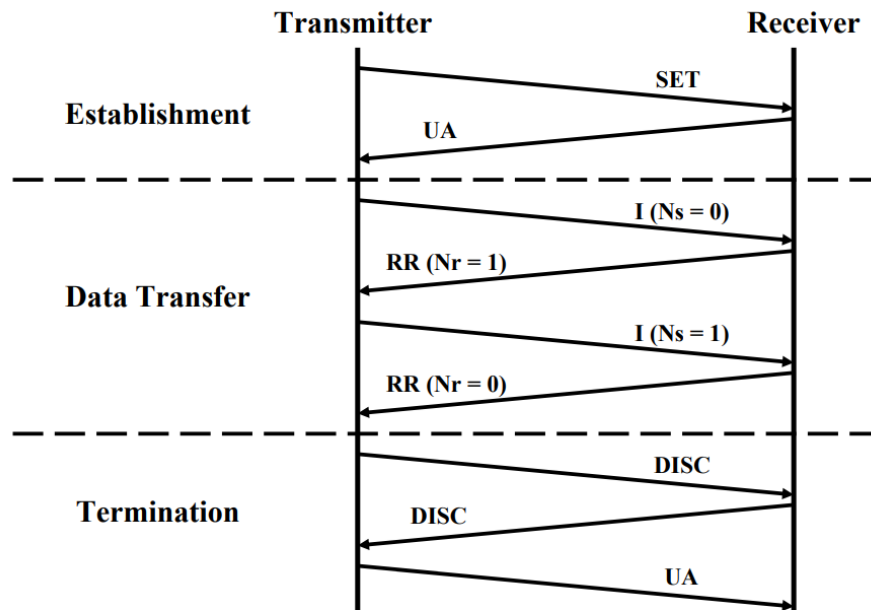 Transmitter
Receiver
SET
Establishment
UA
I (Ns = 0)
RR (Nr = 1)
Data Transfer
I (Ns = 1)
RR (Nr = 0)
DISC
Termination
DISC
UA